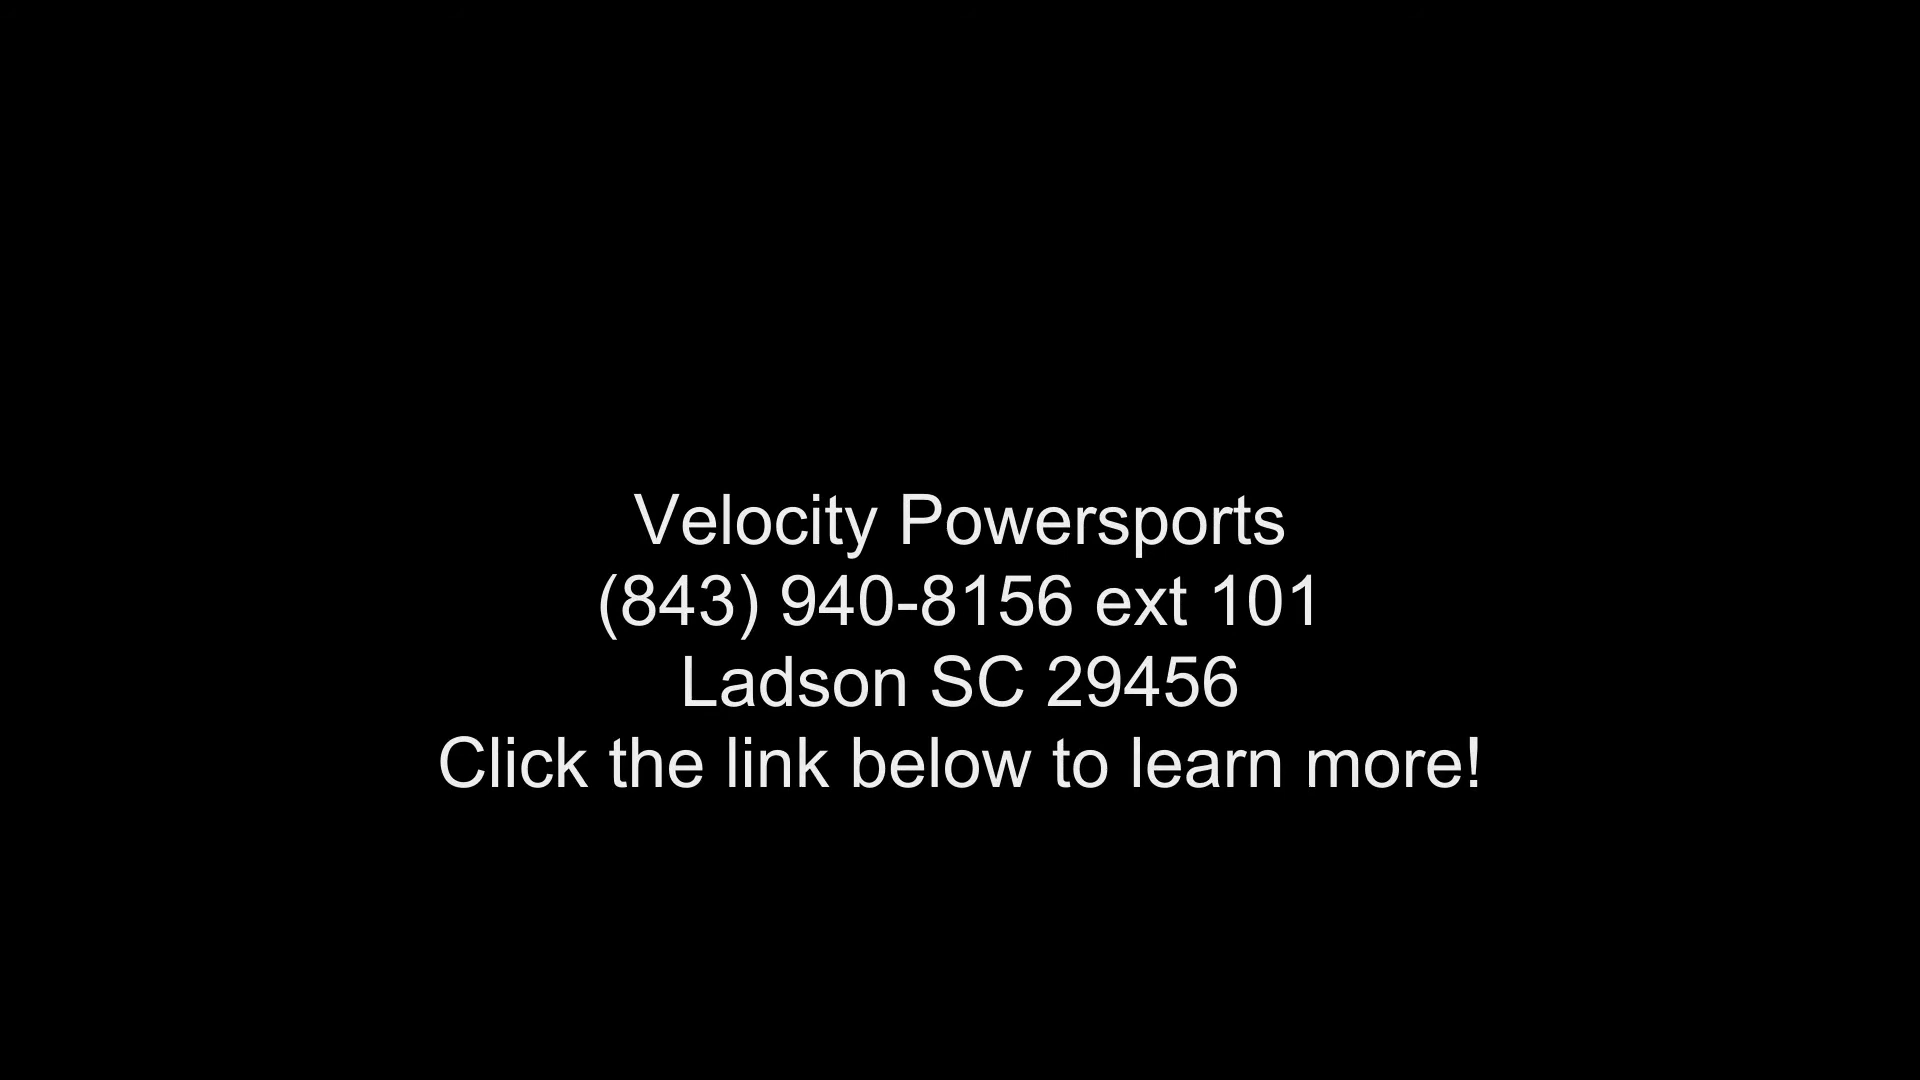 Velocity Powersports
(843) 940-8156 ext 101
Ladson SC 29456
Click the link below to learn more!